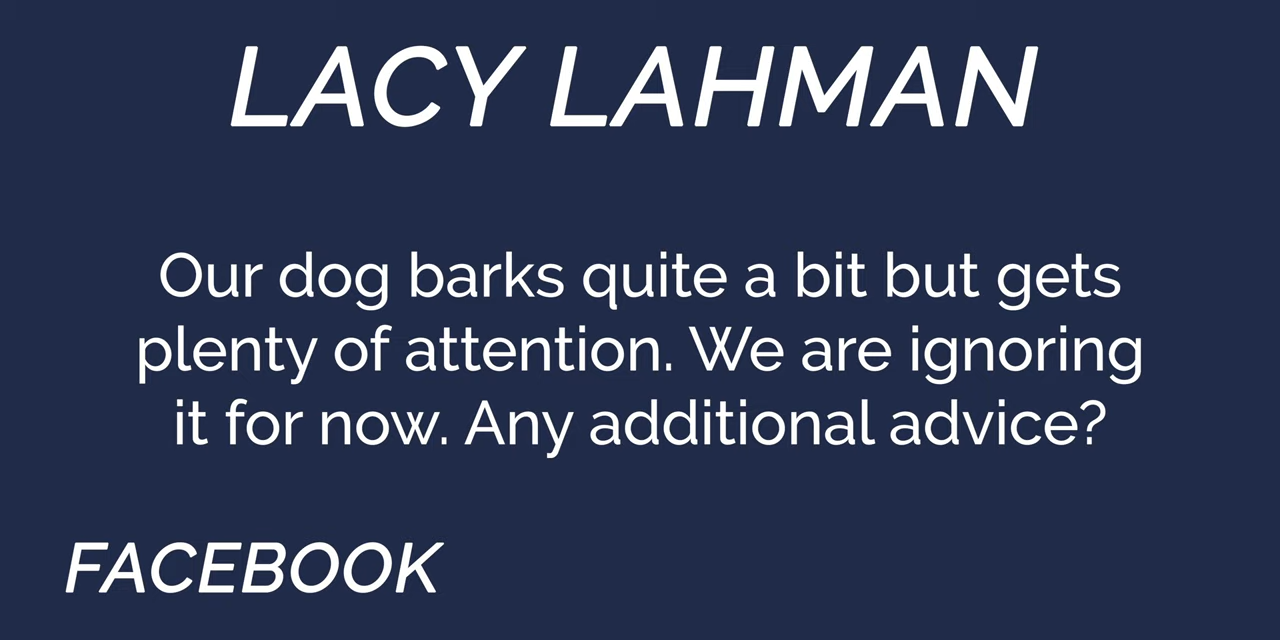 LACY LAHMAN
Our dog barks quite a bit but gets
plenty of attention. We are ignoring
it for now. Any additional advice?
FACEBOOK